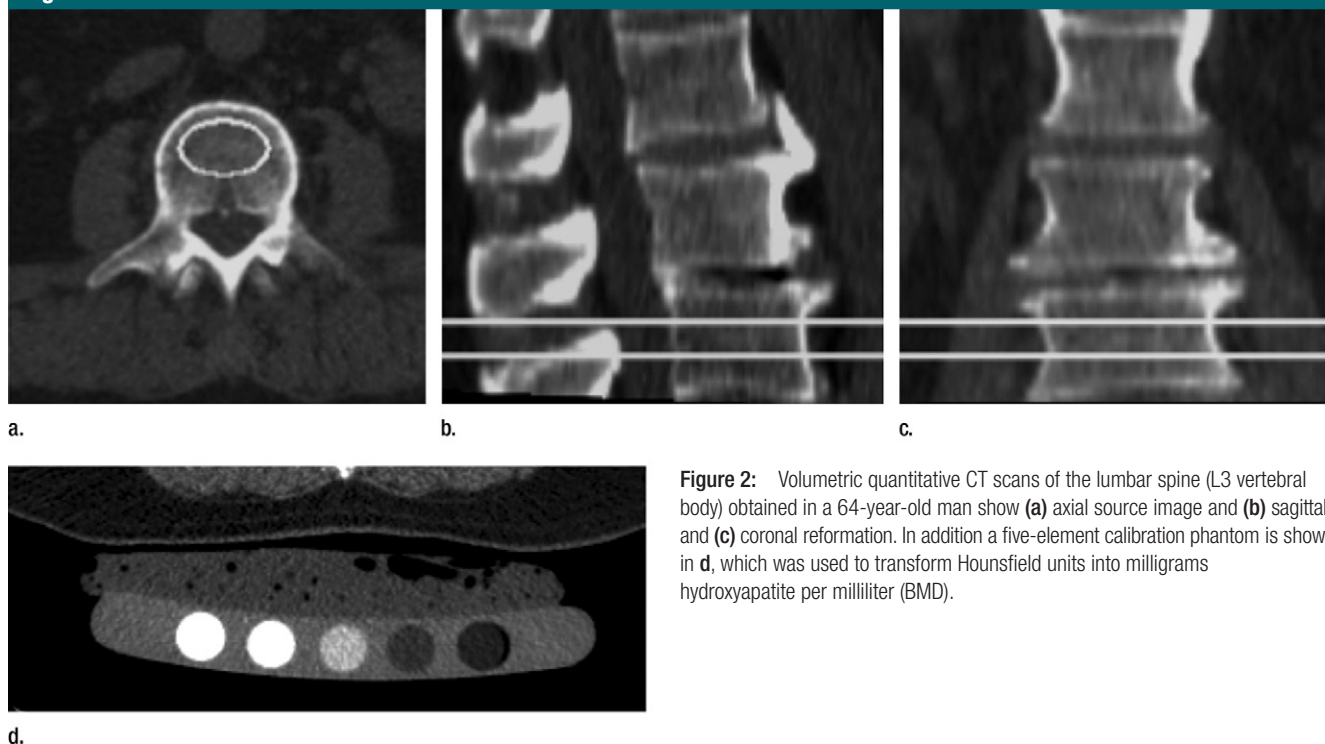 a.
b.
c.
Figure 2: Volumetric quantitative CT scans of the lumbar spine (L3 vertebral
body) obtained in a 64-year-old man show (a) axial source image and (b) sagittal
and (c) coronal reformation. In addition a five-element calibration phantom is show
in d, which was used to transform Hounsfield units into milligrams
hydroxyapatite per milliliter (BMD).
d.